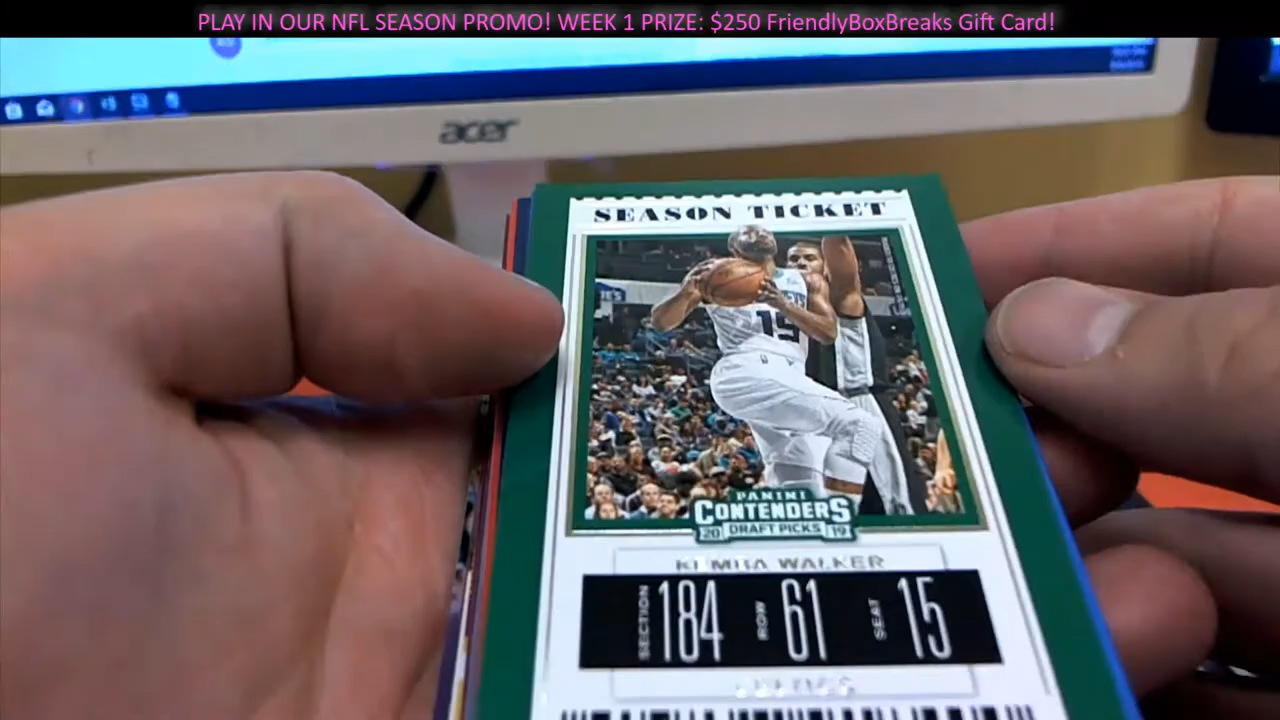 PLAY IN OUR NFL SEASON PROMO! WEEK 1 PRIZE: $250 FriendlyBoxBreaks Gift Card!
acer
SEASON TICKET
15
PANINI
CONTENDERS
20 DRAFT PICKS 19
KEMBA WALKER
SECTION 184 ROW 61 SEAT 15